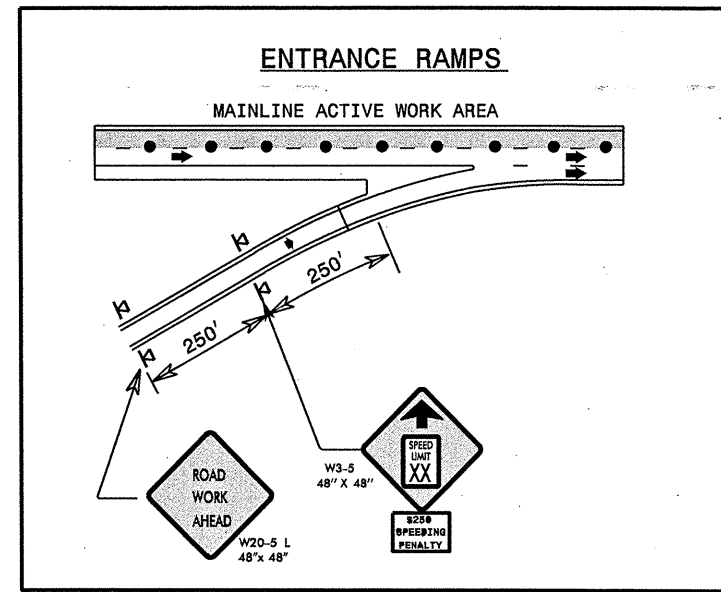 ENTRANCE RAMPS
MAINLINE ACTIVE WORK AREA
250'
250'
ROAD
WORK
AHEAD
W20-5 L
48"x 48"
W3-5
48" X 48"
SPEED
LIMIT
XX
$250
SPEEDING
PENALTY